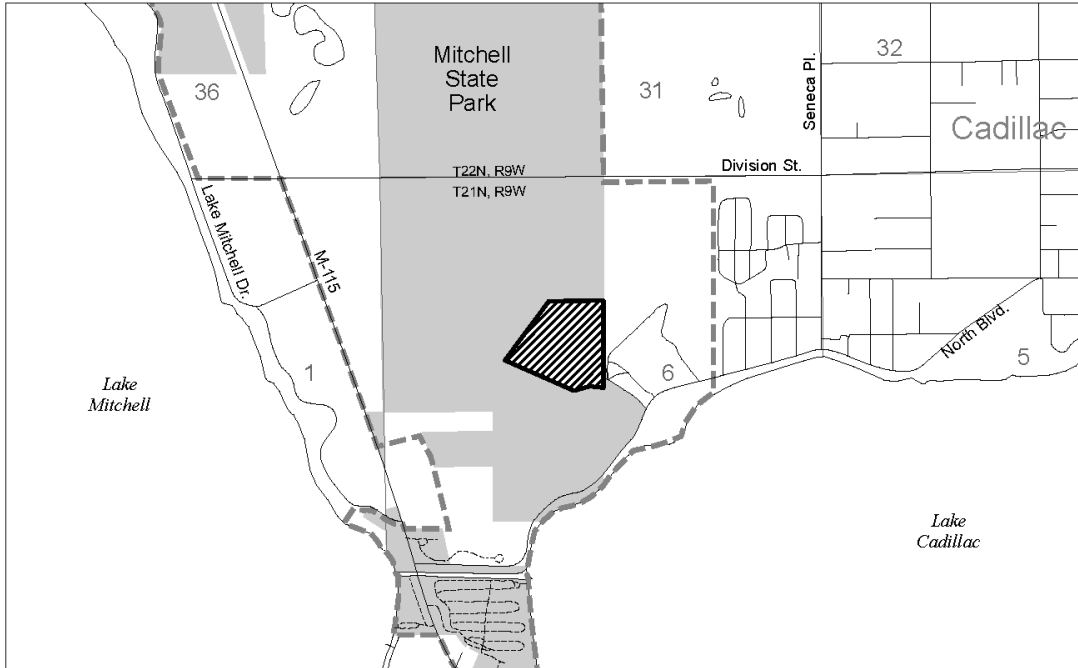 Mitchell
State
Park
36
31
32
Seneca Pl.
Cadillac
T22N, R9W
Division St.
T21N, R9W
Lake Mitchell Dr.
M-115
North Blvd.
1
6
5
Lake
Mitchell
Lake
Cadillac